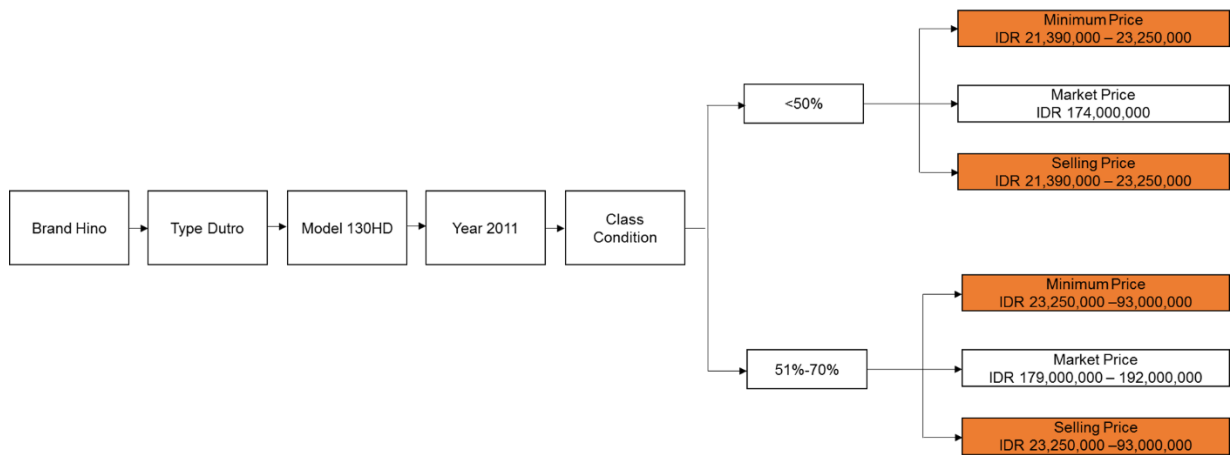 Brand Hino
Type Dutro
Model 130HD
Year 2011
Class
Condition
<50%
Minimum Price
IDR 21,390,000 – 23,250,000
Market Price
IDR 174,000,000
Selling Price
IDR 21,390,000 – 23,250,000
51%-70%
Minimum Price
IDR 23,250,000 –93,000,000
Market Price
IDR 179,000,000 – 192,000,000
Selling Price
IDR 23,250,000 –93,000,000